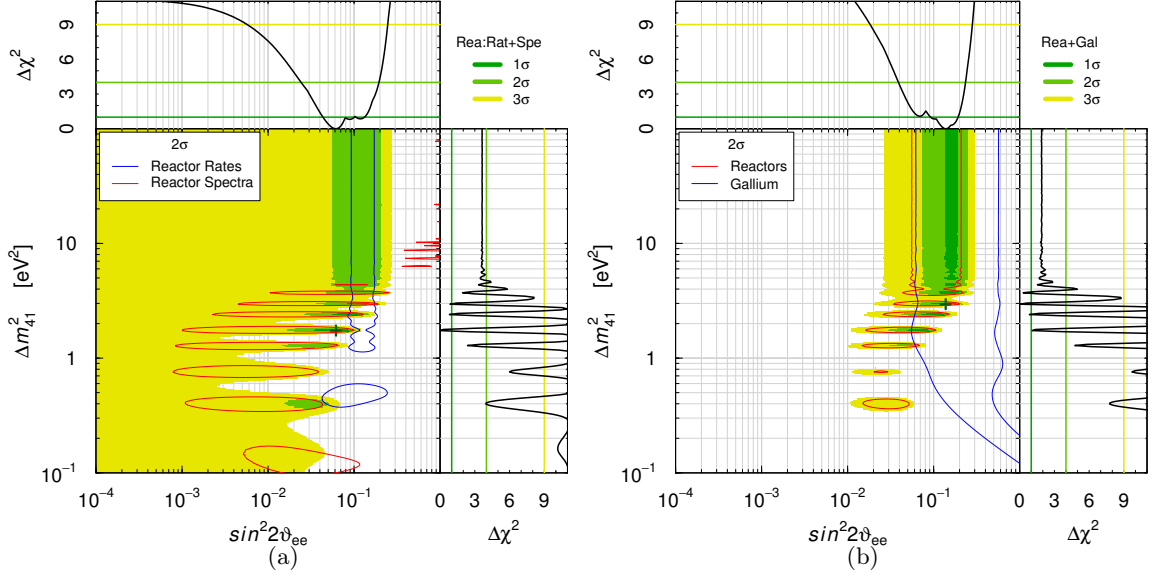 Δχ²
9
6
3
0
Rea:Rat+Spe
1σ
2σ
3σ
2σ
Reactor Rates
Reactor Spectra
Δm²₄₁ [eV²]
10
1
10⁻¹
10⁻⁴ 10⁻³ 10⁻² 10⁻¹ 0 3 6 9
sin²2ϑₑₑ Δχ²
(a)
Δχ²
9
6
3
0
Rea+Gal
1σ
2σ
3σ
2σ
Reactors
Gallium
Δm²₄₁ [eV²]
10
1
10⁻¹
10⁻⁴ 10⁻³ 10⁻² 10⁻¹ 0 3 6 9
sin²2ϑₑₑ Δχ²
(b)